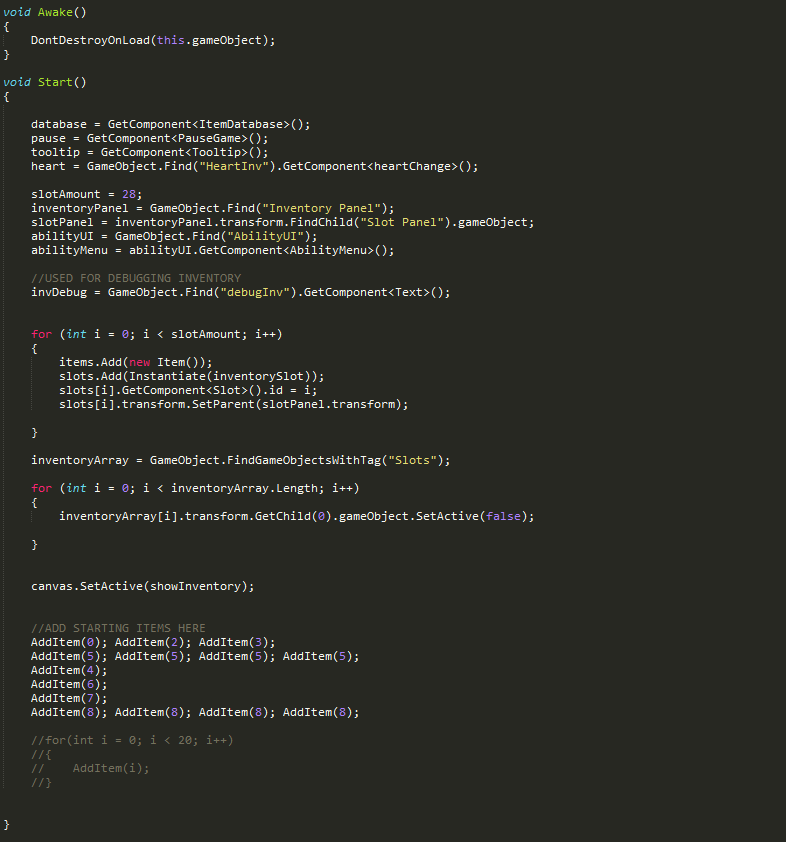 void Awake()
{
    DontDestroyOnLoad(this.gameObject);
}
void Start()
{
    database = GetComponent<ItemDatabase>();
    pause = GetComponent<PauseGame>();
    tooltip = GetComponent<Tooltip>();
    heart = GameObject.Find("HeartInv").GetComponent<heartChange>();
    slotAmount = 28;
    inventoryPanel = GameObject.Find("Inventory Panel");
    slotPanel = inventoryPanel.transform.FindChild("Slot Panel").gameObject;
    abilityUI = GameObject.Find("AbilityUI");
    abilityMenu = abilityUI.GetComponent<AbilityMenu>();
    //USED FOR DEBUGGING INVENTORY
    invDebug = GameObject.Find("debugInv").GetComponent<Text>();
    for (int i = 0; i < slotAmount; i++)
    {
        items.Add(new Item());
        slots.Add(Instantiate(inventorySlot));
        slots[i].GetComponent<Slot>().id = i;
        slots[i].transform.SetParent(slotPanel.transform);
    }
    inventoryArray = GameObject.FindGameObjectsWithTag("Slots");
    for (int i = 0; i < inventoryArray.Length; i++)
    {
        inventoryArray[i].transform.GetChild(0).gameObject.SetActive(false);
    }
    canvas.SetActive(showInventory);
    //ADD STARTING ITEMS HERE
    AddItem(0); AddItem(2); AddItem(3);
    AddItem(5); AddItem(5); AddItem(5); AddItem(5);
    AddItem(4);
    AddItem(6);
    AddItem(7);
    AddItem(8); AddItem(8); AddItem(8); AddItem(8);
    //for(int i = 0; i < 20; i++)
    //{
    //    AddItem(i);
    //}
}